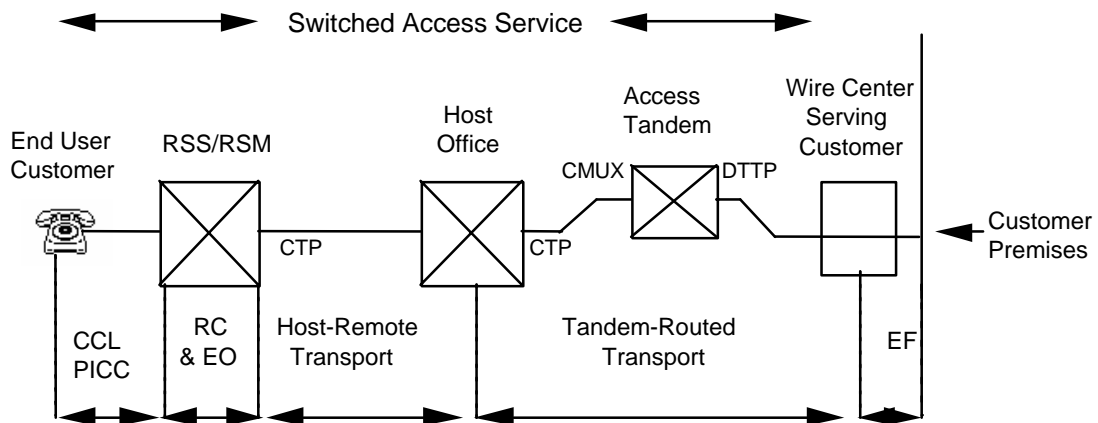 Switched Access Service
Access
Tandem
Wire Center
Serving
Customer
Host
Office
End User
Customer
RSS/RSM
CMUX
DTTP
CTP
CTP
Customer
Premises
CCL
PICC
RC
& EO
Host-Remote
Transport
Tandem-Routed
Transport
EF